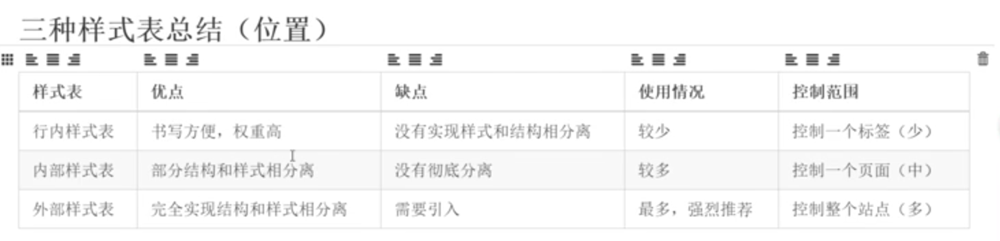 三种样式表总结（位置）
样式表 优点 缺点 使用情况 控制范围
行内样式表 书写方便，权重高 没有实现样式和结构相分离 较少 控制一个标签（少）
内部样式表 部分结构和样式相分离 没有彻底分离 较多 控制一个页面（中）
外部样式表 完全实现结构和样式相分离 需要引入 最多，强烈推荐 控制整个站点（多）